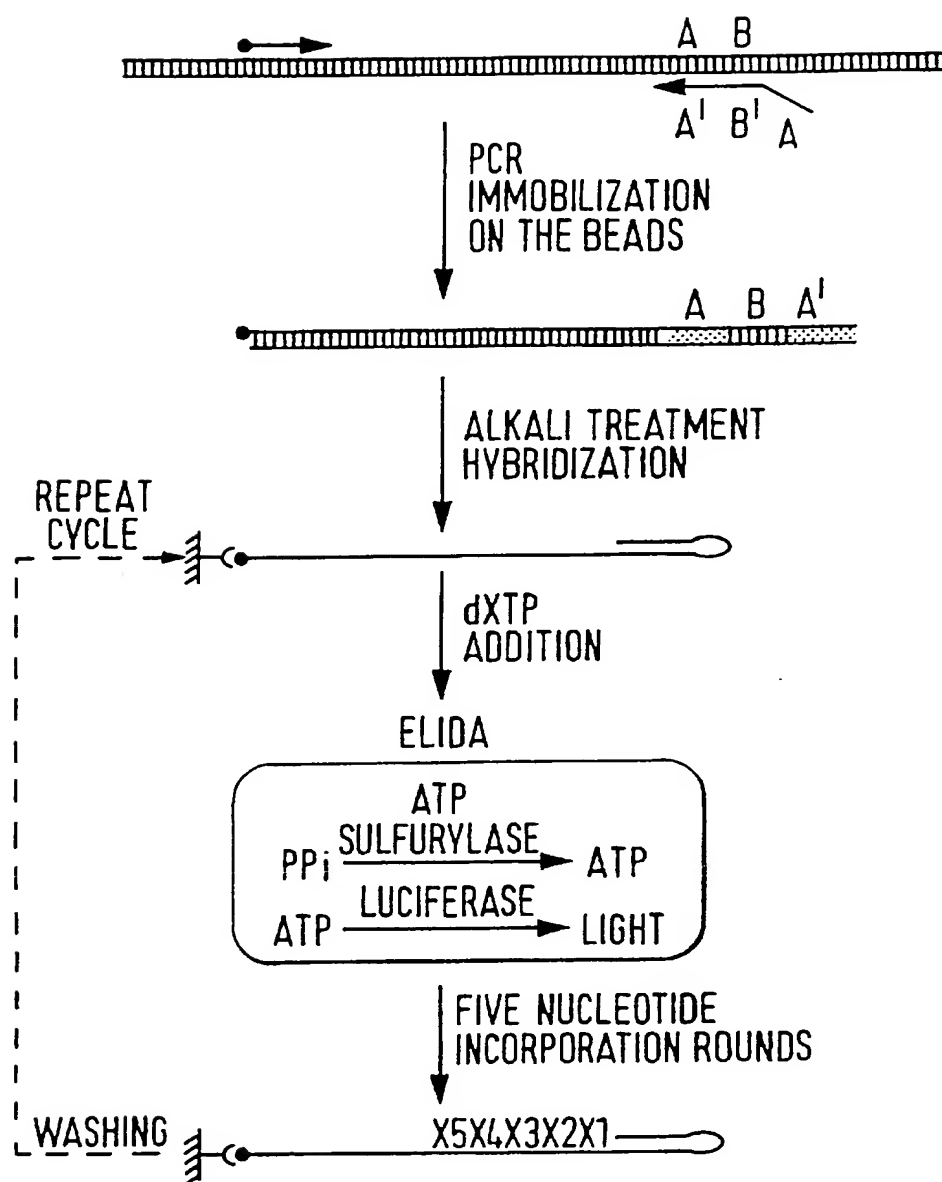 A B
A' B' A
PCR
IMMOBILIZATION
ON THE BEADS
A B A'
ALKALI TREATMENT
HYBRIDIZATION
REPEAT
CYCLE
dXTP
ADDITION
ELIDA
ATP
SULFURYLASE
PPi ATP
LUCIFERASE
ATP LIGHT
FIVE NUCLEOTIDE
INCORPORATION ROUNDS
WASHING
X5X4X3X2X1